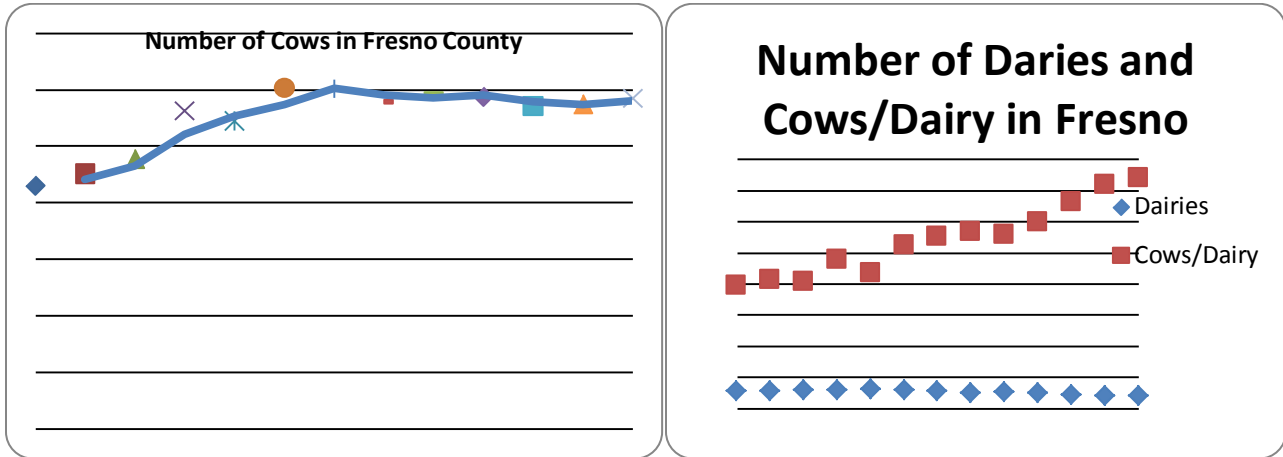 Number of Cows in Fresno County
Number of Daries and
Cows/Dairy in Fresno
Dairies
Cows/Dairy